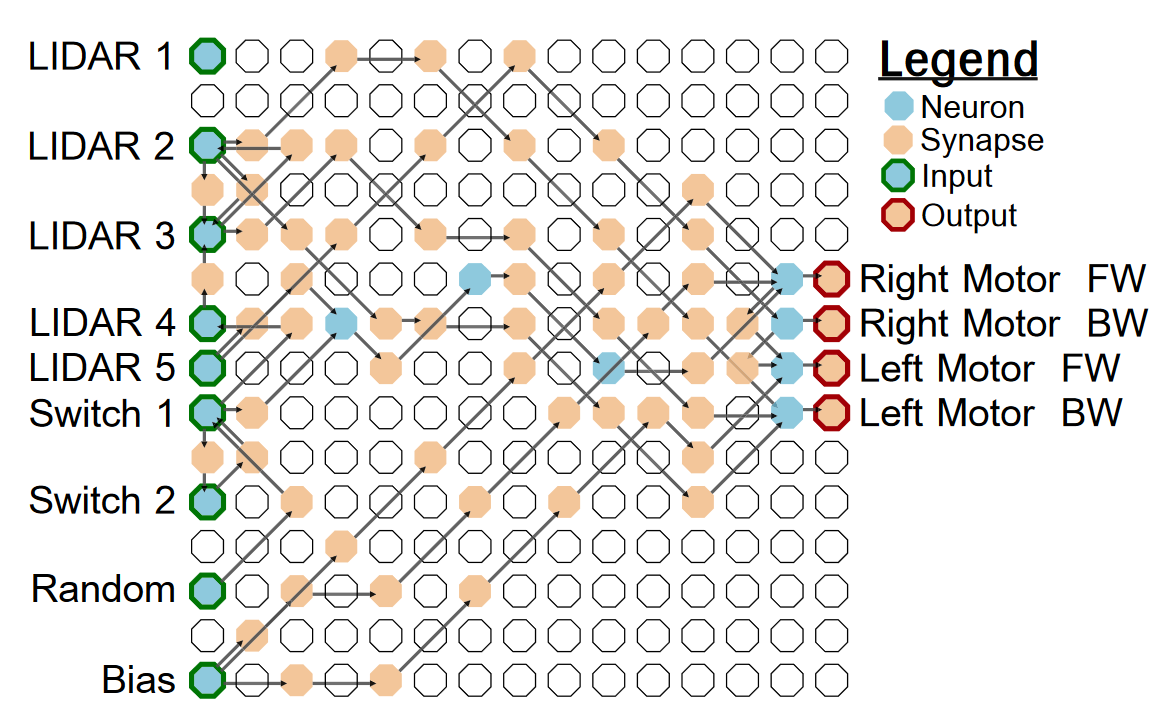 LIDAR 1
LIDAR 2
LIDAR 3
LIDAR 4
LIDAR 5
Switch 1
Switch 2
Random
Bias
Legend
Neuron
Synapse
Input
Output
Right Motor FW
Right Motor BW
Left Motor FW
Left Motor BW